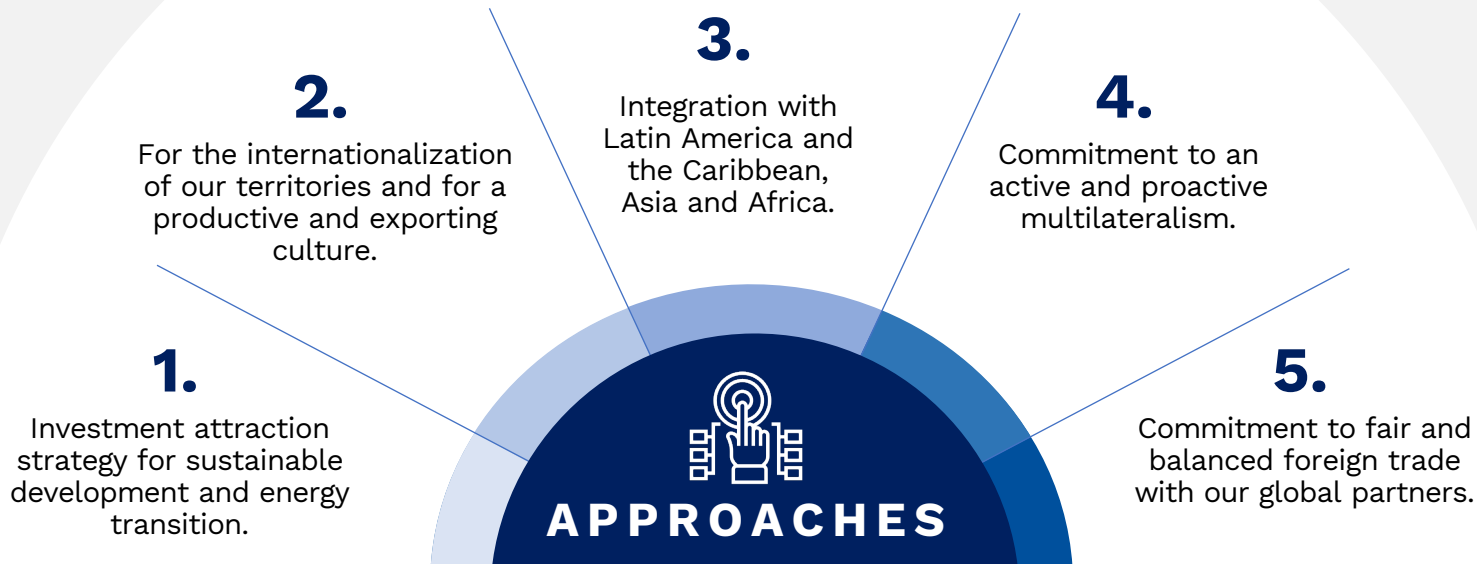 1.
Investment attraction
strategy for sustainable
development and energy
transition.
2.
For the internationalization
of our territories and for a
productive and exporting
culture.
3.
Integration with
Latin America and
the Caribbean,
Asia and Africa.
4.
Commitment to an
active and proactive
multilateralism.
5.
Commitment to fair and
balanced foreign trade
with our global partners.
APPROACHES